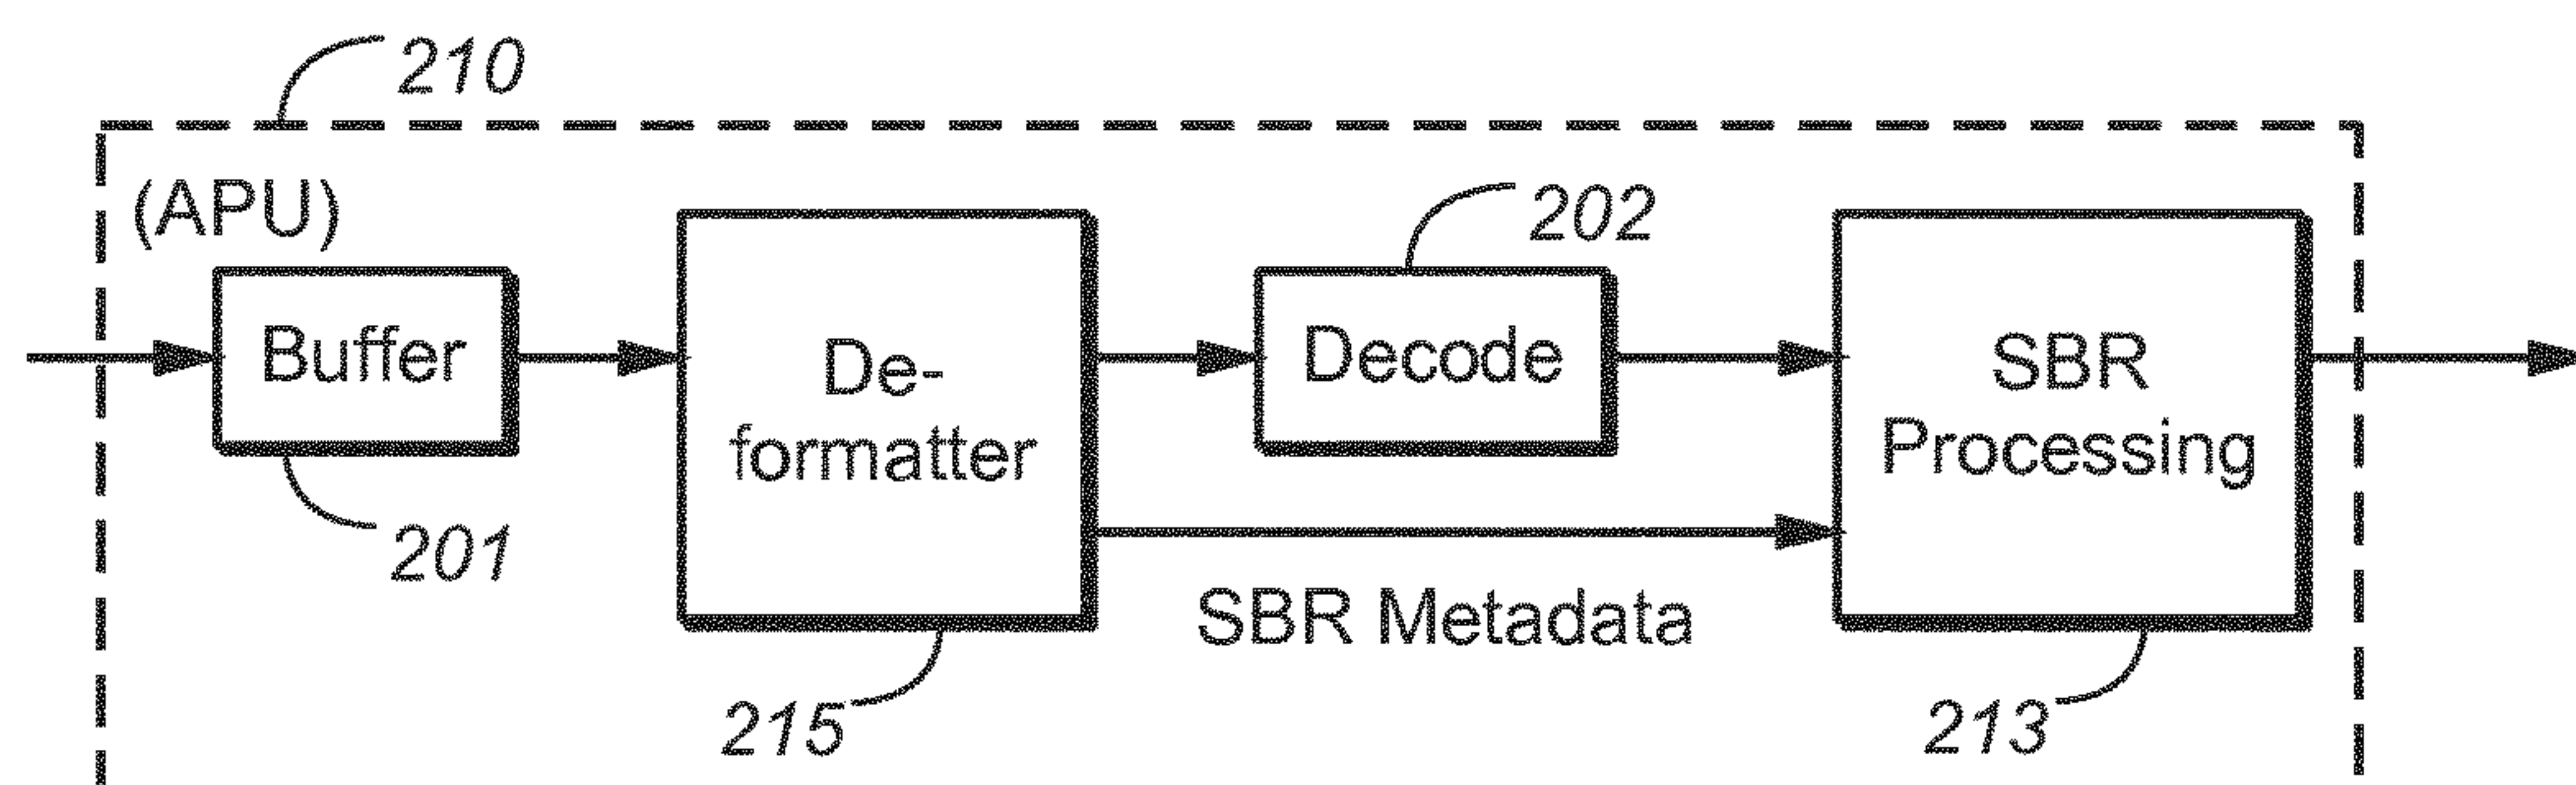 210
(APU)
202
Buffer
De-
formatter
Decode
SBR
Processing
201
SBR Metadata
215
213